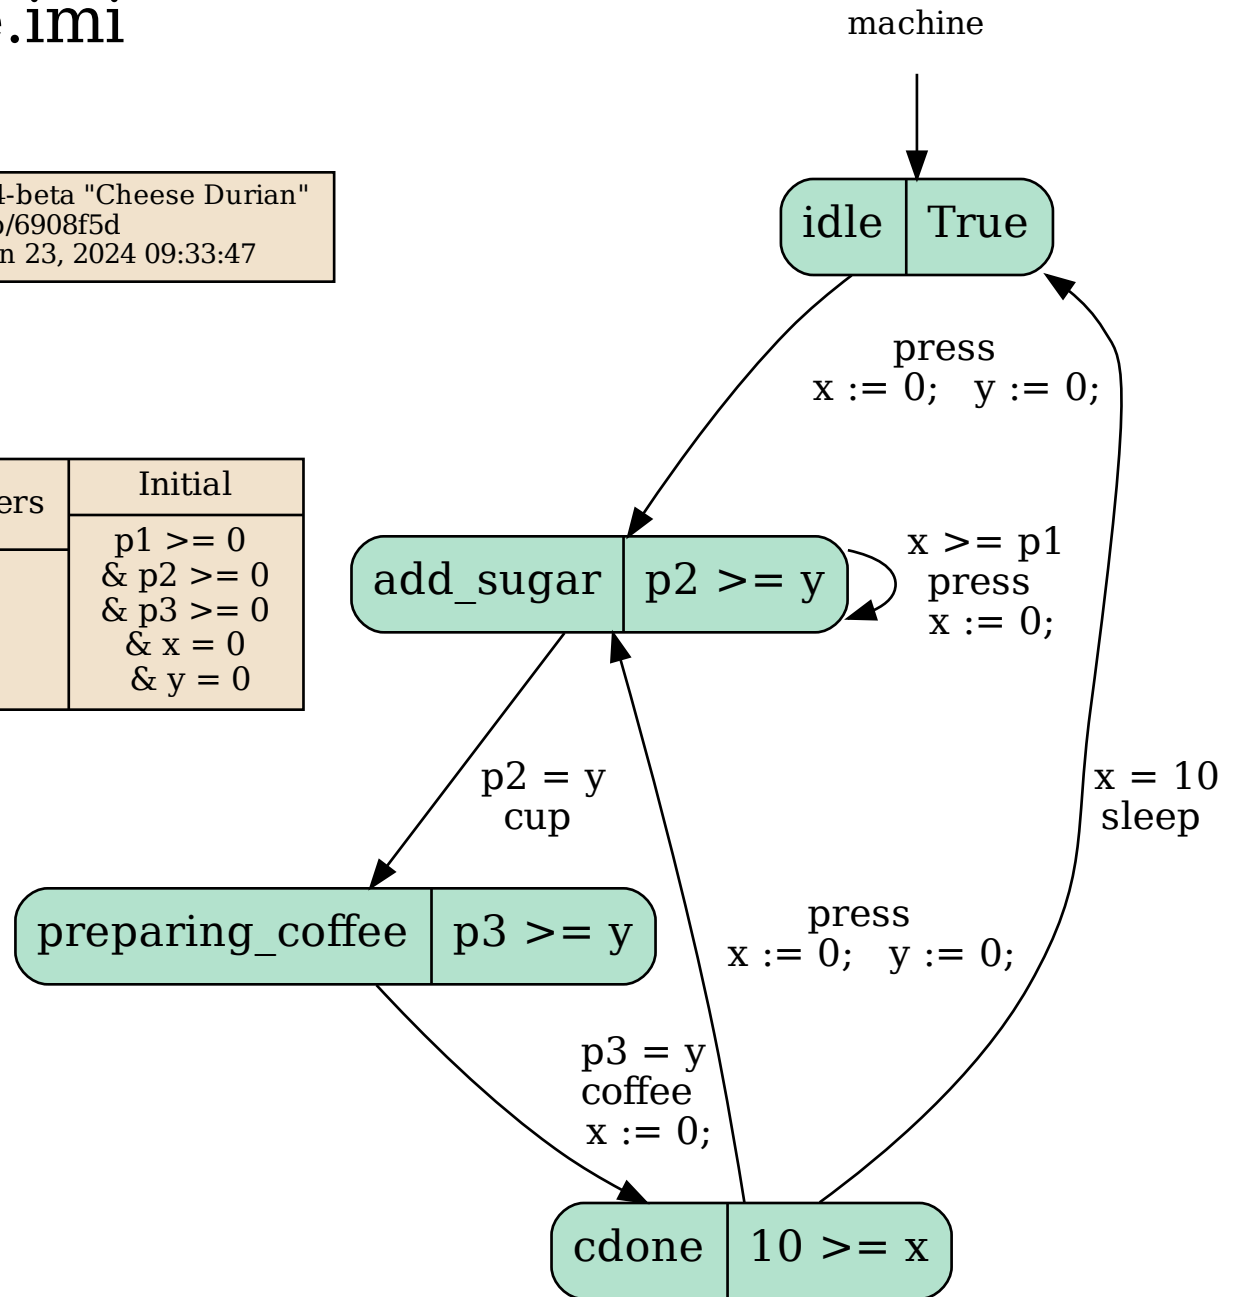 e.imi
machine
4-beta "Cheese Durian"
o/6908f5d
n 23, 2024 09:33:47
idle True
press
x := 0; y := 0;
ers
Initial
p1 >= 0
& p2 >= 0
& p3 >= 0
& x = 0
& y = 0
add_sugar p2 >= y
x >= p1
press
x := 0;
p2 = y
cup
x = 10
sleep
preparing_coffee p3 >= y
press
x := 0; y := 0;
p3 = y
coffee
x := 0;
cdone 10 >= x